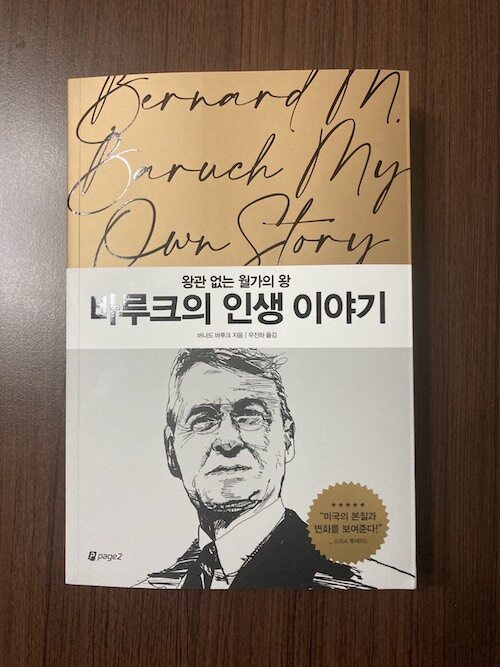 Bernard M.
Baruch My
Own Story
왕관 없는 월가의 왕
바루크의 인생 이야기
버나드 바루크 지음 | 우진하 옮김
★★★★★
"미국의 본질과
변화를 보여준다!"
_ 《USA 투데이》
page2